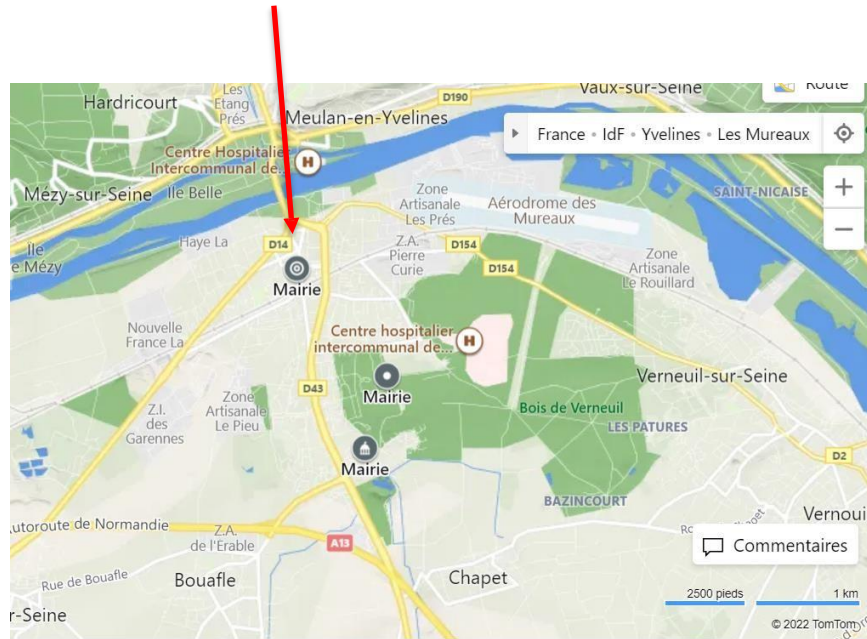 Route
Vaux-sur-Seine
Les
Etang
Prés
Hardricourt
D190
Meulan-en-Yvelines
France • IdF • Yvelines • Les Mureaux
Centre Hospitalier
Intercommunal de...
H
Mézy-sur-Seine
Ile Belle
Zone
Artisanale
Les Prés
Aérodrome des
Mureaux
SAINT-NICAISE
+
−
Haye La
D14
Ile
e Mézy
Z.A.
Pierre
Curie
D154
D154
Zone
Artisanale
Le Rouillard
Mairie
Nouvelle
France La
Centre hospitalier
intercommunal de...
H
Verneuil-sur-Seine
D43
Mairie
Zone
Artisanale
Le Pieu
Z.I.
des
Garennes
Bois de Verneuil
LES PATURES
Mairie
D2
BAZINCOURT
Vernoui
utoroute de Normandie
Z.A.
de l'Erable
A13
Commentaires
Rue de Bouafle
Bouafle
Chapet
2500 pieds
1 km
r-Seine
© 2022 TomTom